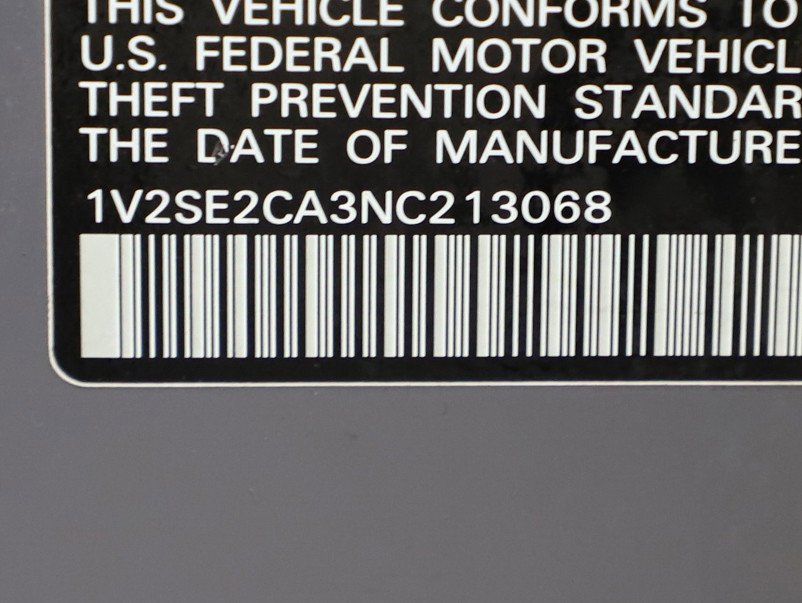 THIS VEHICLE CONFORMS TO
U.S. FEDERAL MOTOR VEHICL
THEFT PREVENTION STANDAR
THE DATE OF MANUFACTURE
1V2SE2CA3NC213068